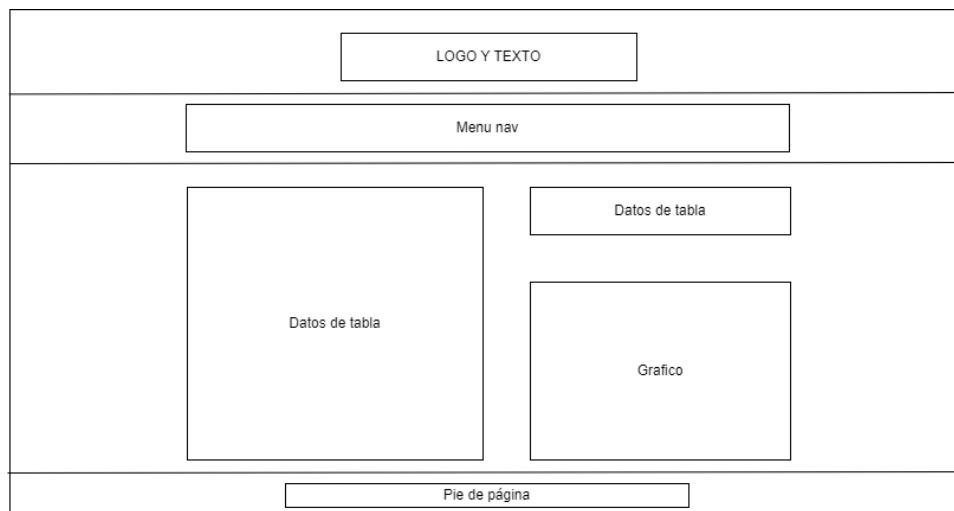 LOGO Y TEXTO
Menu nav
Datos de tabla
Datos de tabla
Grafico
Pie de página